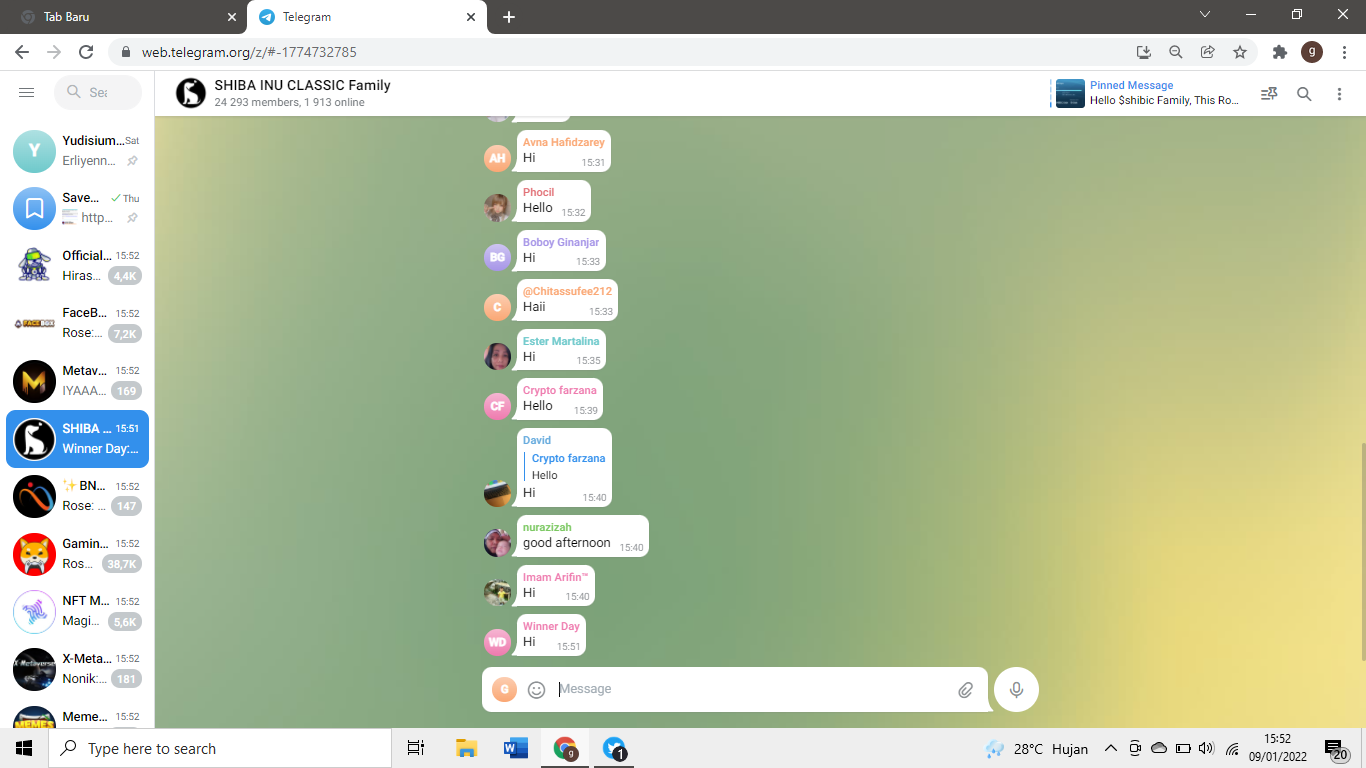 Tab Baru
Telegram
web.telegram.org/z/#-1774732785
Sea
SHIBA INU CLASSIC Family
24 293 members, 1 913 online
Pinned Message
Hello $shibic Family, This Ro...
Y
Yudisium... Sat
Erliyenn...
Save... Thu
http...
Official... 15:52
Hiras... 4,4K
FACEBOX
FaceB... 15:52
Rose:... 7,2K
Metav... 15:52
IYAAA... 169
SHIBA ... 15:51
Winner Day:...
✨BN... 15:52
Rose: ... 147
Gamin... 15:52
Ros... 38,7K
NFT M... 15:52
Magi... 5,6K
X-Metaverse
X-Meta... 15:52
Nonik:... 181
MEMES
Meme... 15:52
AH
Avna Hafidzarey
Hi 15:31
Phocil
Hello 15:32
BG
Boboy Ginanjar
Hi 15:33
C
@Chitassufee212
Haii 15:33
Ester Martalina
Hi 15:35
CF
Crypto farzana
Hello 15:39
David
Crypto farzana
Hello
Hi 15:40
nurazizah
good afternoon 15:40
Imam Arifin™
Hi 15:40
WD
Winner Day
Hi 15:51
G
Message
Type here to search
W
g
1
28°C Hujan
15:52
09/01/2022
20